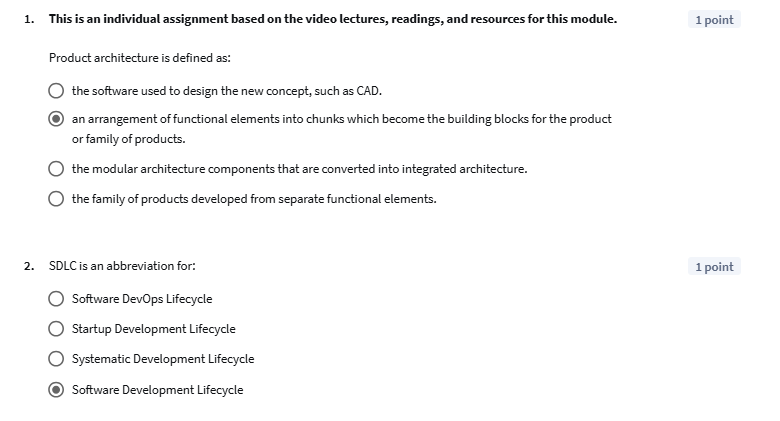 1. This is an individual assignment based on the video lectures, readings, and resources for this module. 1 point
Product architecture is defined as:
the software used to design the new concept, such as CAD.
an arrangement of functional elements into chunks which become the building blocks for the product
or family of products.
the modular architecture components that are converted into integrated architecture.
the family of products developed from separate functional elements.
2. SDLC is an abbreviation for: 1 point
Software DevOps Lifecycle
Startup Development Lifecycle
Systematic Development Lifecycle
Software Development Lifecycle